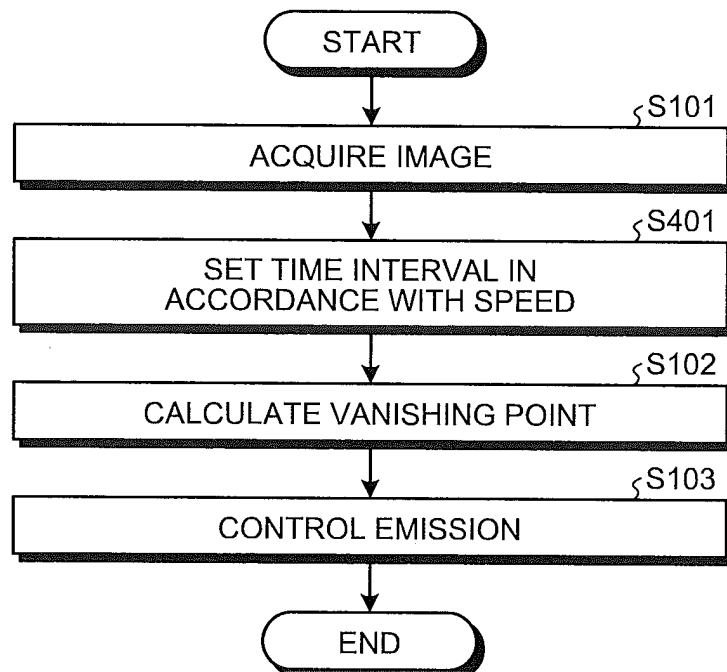 START
S101
ACQUIRE IMAGE
S401
SET TIME INTERVAL IN
ACCORDANCE WITH SPEED
S102
CALCULATE VANISHING POINT
S103
CONTROL EMISSION
END